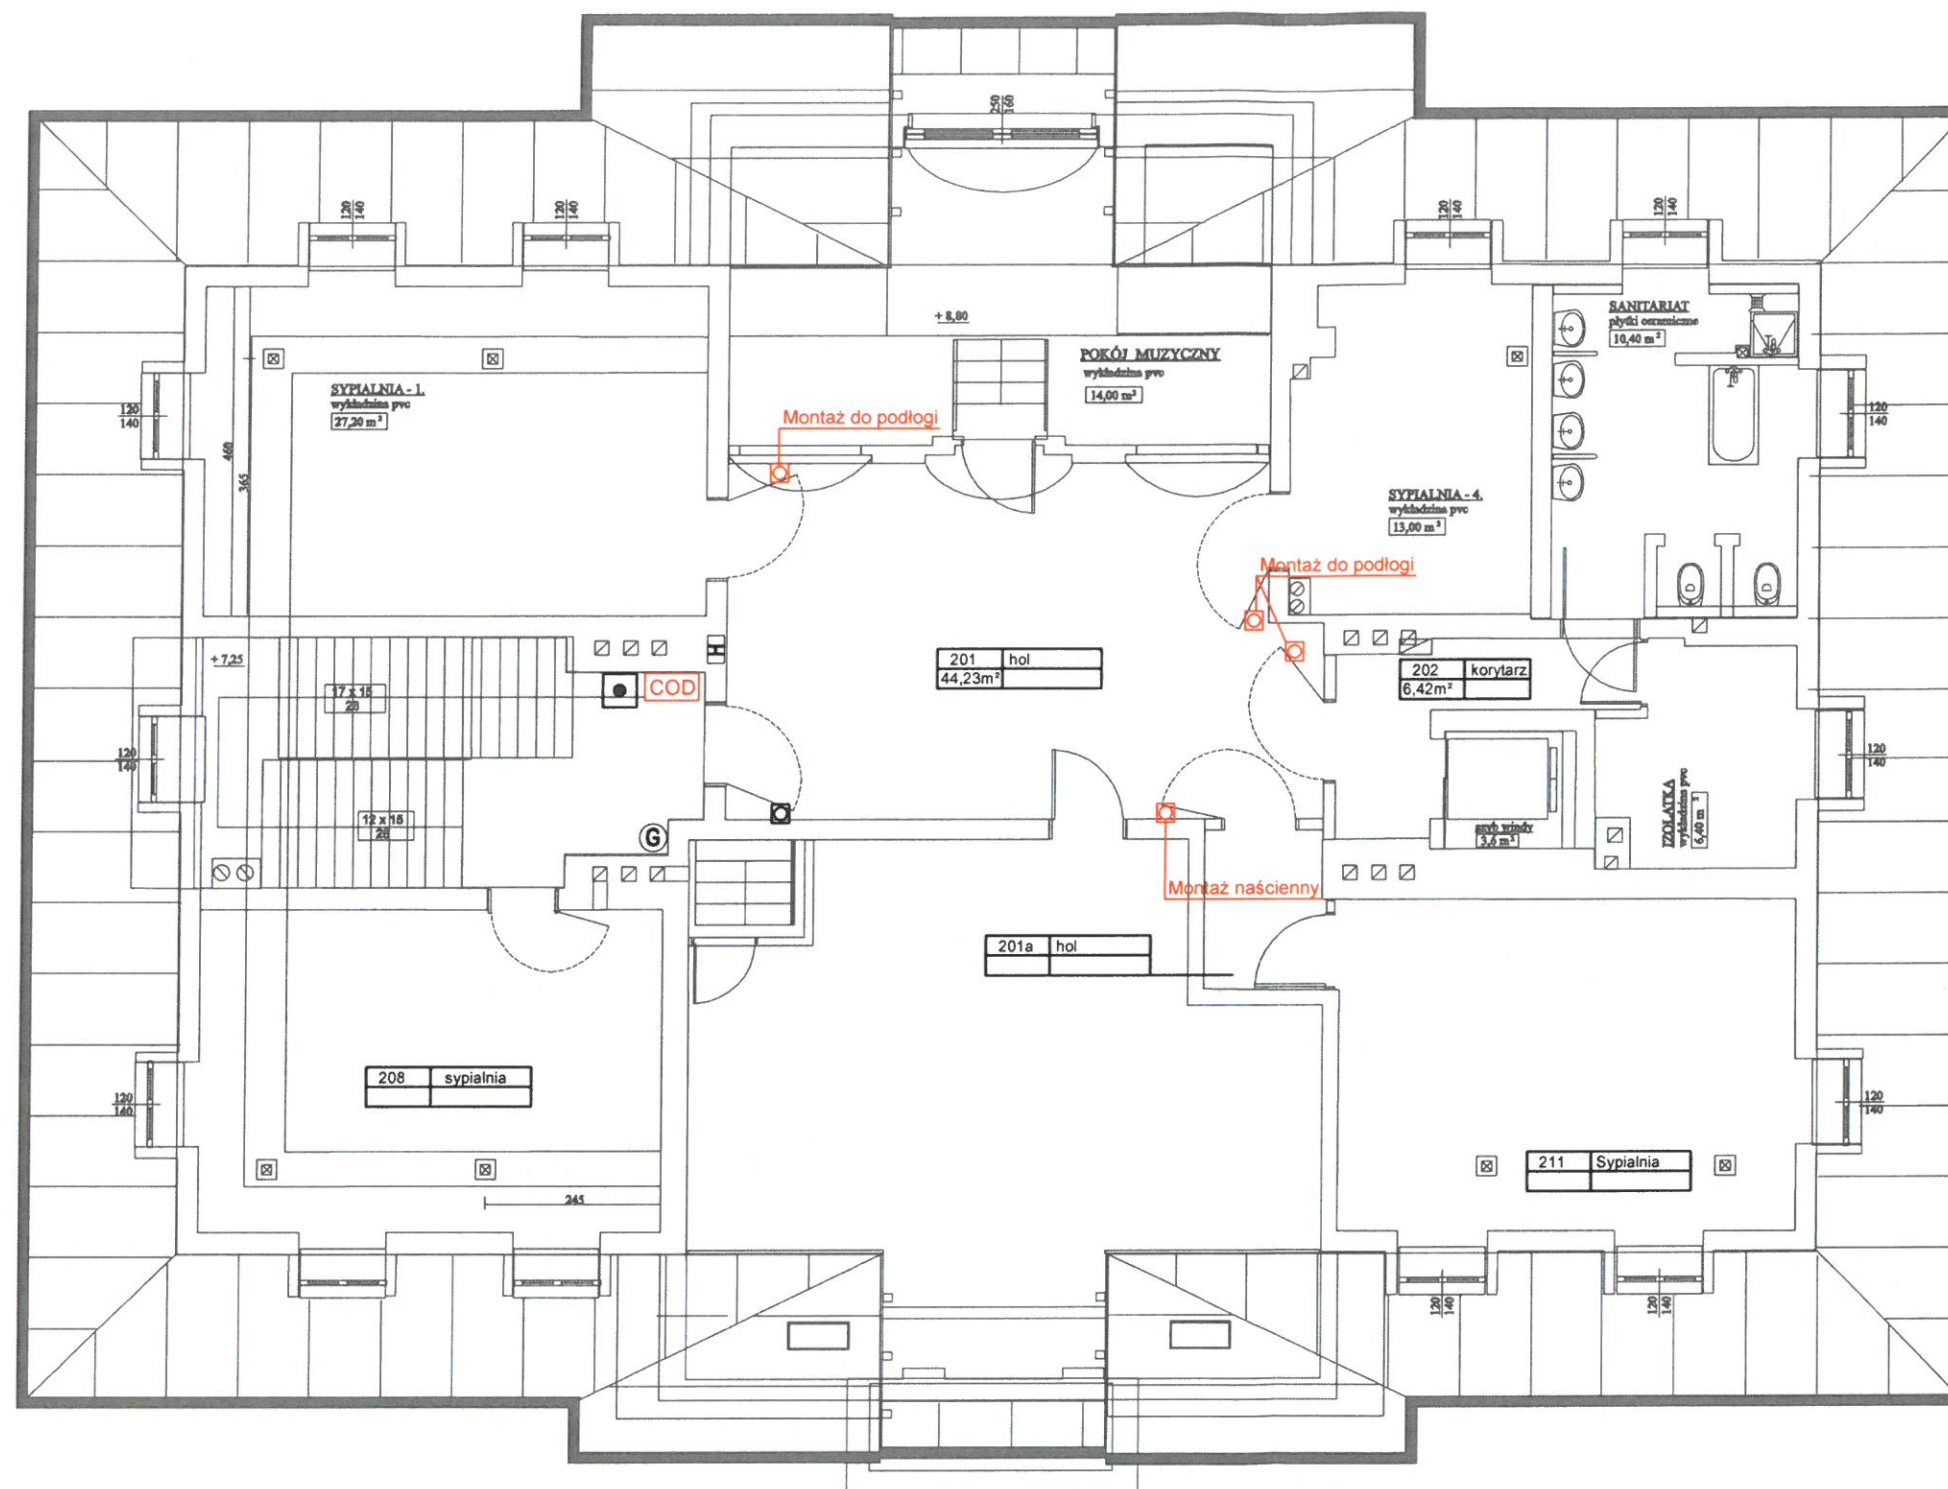 250
160
120
140
120
140
120
140
120
140
SYPIALNIA - 1.
wykładzina pvc
27,20 m²
+ 8,80
POKÓJ MUZYCZNY
wykładzina pvc
14,00 m²
SANITARIAT
płytki ceramiczne
10,40 m²
120
140
120
140
460
365
Montaż do podłogi
SYPIALNIA - 4.
wykładzina pvc
13,00 m²
Montaż do podłogi
+ 7,25
H
201 hol
44,23m²
202 korytarz
6,42m²
17 x 15
28
COD
120
140
120
140
12 x 15
28
G
szyb windy
3,6 m²
IZOLATKA
wykładzina pvc
6,40 m²
Montaż naścienny
201a hol
208 sypialnia
120
140
120
140
211 Sypialnia
245
120
140
120
140